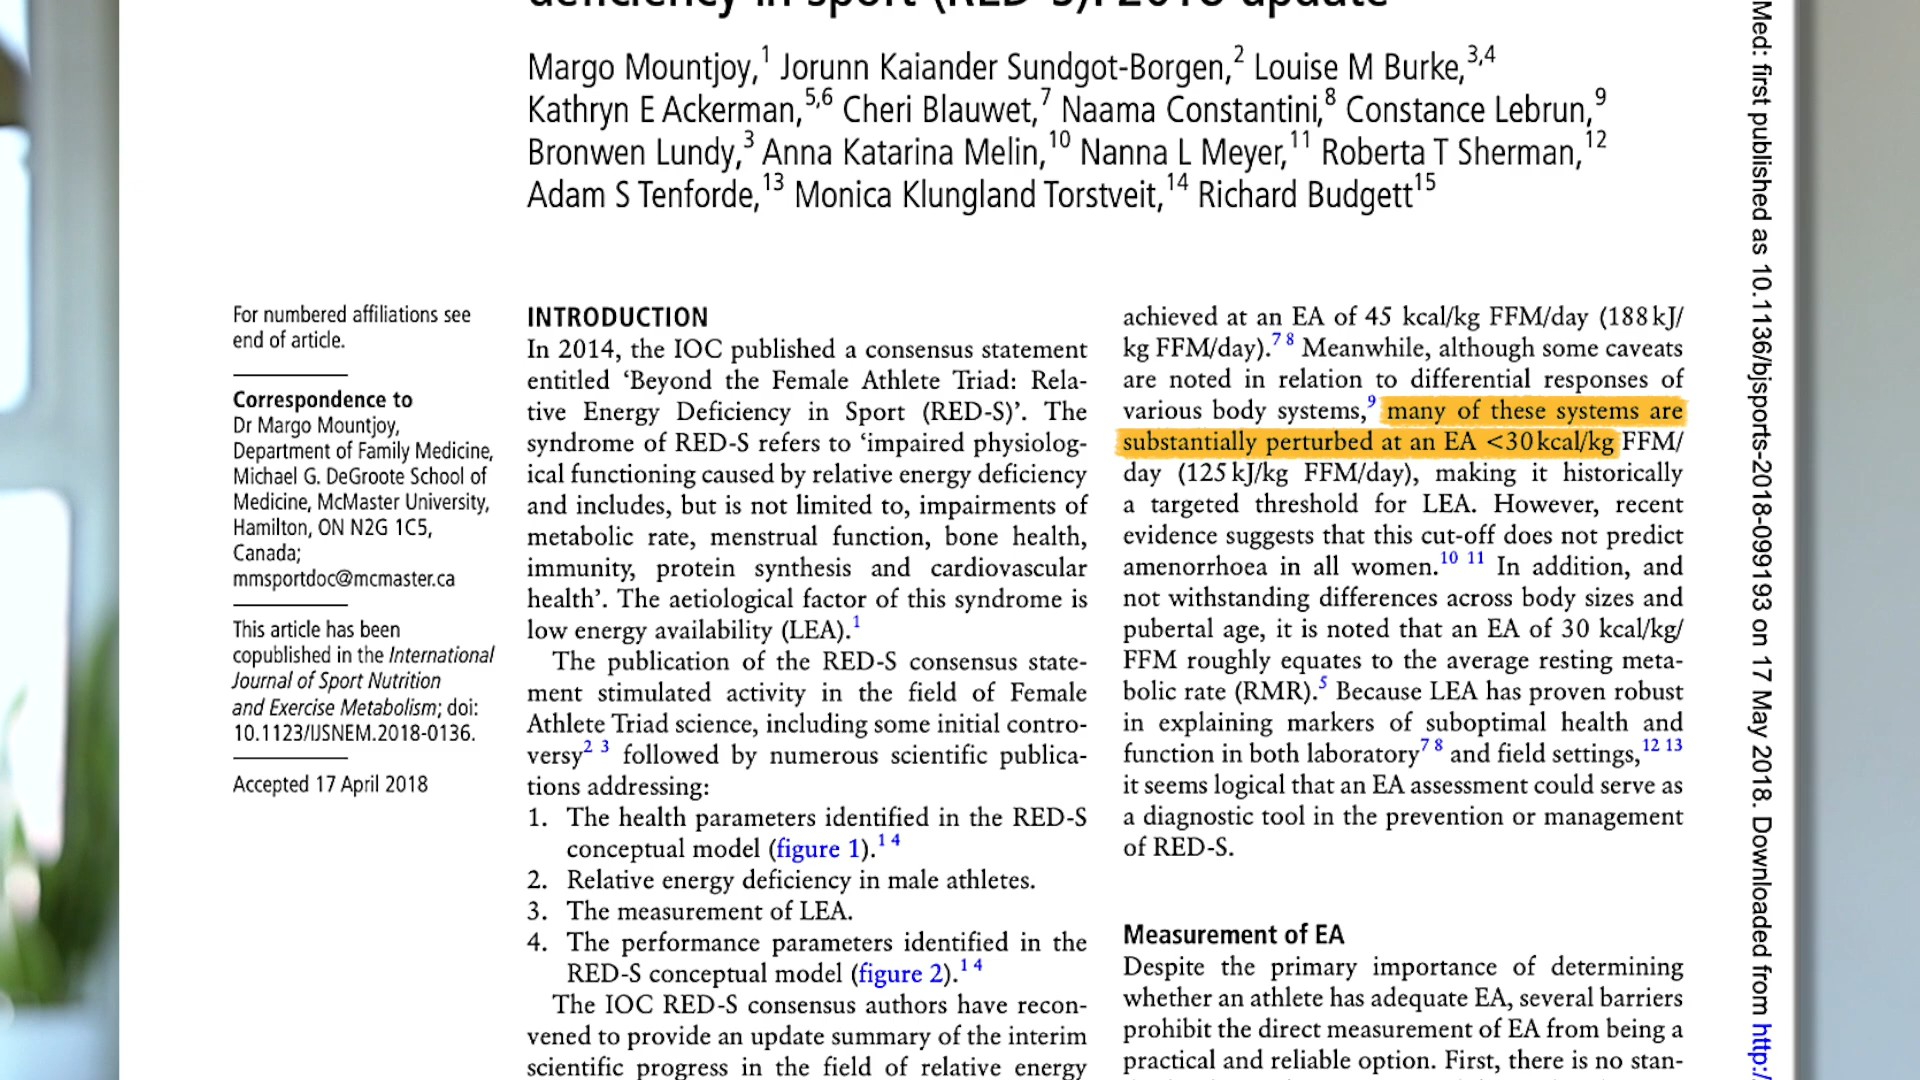 deficiency in sport (RED-S): 2018 update
Margo Mountjoy,1 Jorunn Kaiander Sundgot-Borgen,2 Louise M Burke,3,4
Kathryn E Ackerman,5,6 Cheri Blauwet,7 Naama Constantini,8 Constance Lebrun,9
Bronwen Lundy,3 Anna Katarina Melin,10 Nanna L Meyer,11 Roberta T Sherman,12
Adam S Tenforde,13 Monica Klungland Torstveit,14 Richard Budgett15
For numbered affiliations see
end of article.
Correspondence to
Dr Margo Mountjoy,
Department of Family Medicine,
Michael G. DeGroote School of
Medicine, McMaster University,
Hamilton, ON N2G 1C5,
Canada;
mmsportdoc@mcmaster.ca
This article has been
copublished in the International
Journal of Sport Nutrition
and Exercise Metabolism; doi:
10.1123/IJSNEM.2018-0136.
Accepted 17 April 2018
INTRODUCTION
In 2014, the IOC published a consensus statement
entitled ‘Beyond the Female Athlete Triad: Rela-
tive Energy Deficiency in Sport (RED-S)’. The
syndrome of RED-S refers to ‘impaired physiolog-
ical functioning caused by relative energy deficiency
and includes, but is not limited to, impairments of
metabolic rate, menstrual function, bone health,
immunity, protein synthesis and cardiovascular
health’. The aetiological factor of this syndrome is
low energy availability (LEA).1
The publication of the RED-S consensus state-
ment stimulated activity in the field of Female
Athlete Triad science, including some initial contro-
versy2 3 followed by numerous scientific publica-
tions addressing:
1. The health parameters identified in the RED-S
conceptual model (figure 1).1 4
2. Relative energy deficiency in male athletes.
3. The measurement of LEA.
4. The performance parameters identified in the
RED-S conceptual model (figure 2).1 4
The IOC RED-S consensus authors have recon-
vened to provide an update summary of the interim
scientific progress in the field of relative energy
achieved at an EA of 45 kcal/kg FFM/day (188 kJ/
kg FFM/day).7 8 Meanwhile, although some caveats
are noted in relation to differential responses of
various body systems,9 many of these systems are
substantially perturbed at an EA <30 kcal/kg FFM/
day (125 kJ/kg FFM/day), making it historically
a targeted threshold for LEA. However, recent
evidence suggests that this cut-off does not predict
amenorrhoea in all women.10 11 In addition, and
not withstanding differences across body sizes and
pubertal age, it is noted that an EA of 30 kcal/kg/
FFM roughly equates to the average resting meta-
bolic rate (RMR).5 Because LEA has proven robust
in explaining markers of suboptimal health and
function in both laboratory7 8 and field settings,12 13
it seems logical that an EA assessment could serve as
a diagnostic tool in the prevention or management
of RED-S.
Measurement of EA
Despite the primary importance of determining
whether an athlete has adequate EA, several barriers
prohibit the direct measurement of EA from being a
practical and reliable option. First, there is no stan-
Med: first published as 10.1136/bjsports-2018-099193 on 17 May 2018. Downloaded from http:/